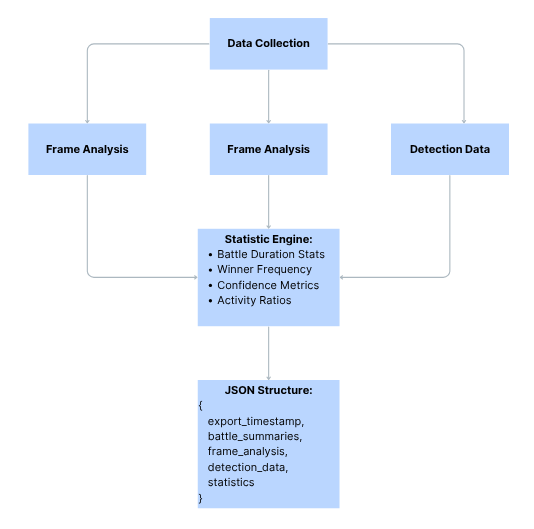 Data Collection
Frame Analysis
Frame Analysis
Detection Data
Statistic Engine:
• Battle Duration Stats
• Winner Frequency
• Confidence Metrics
• Activity Ratios
JSON Structure:
{
export_timestamp,
battle_summaries,
frame_analysis,
detection_data,
statistics
}